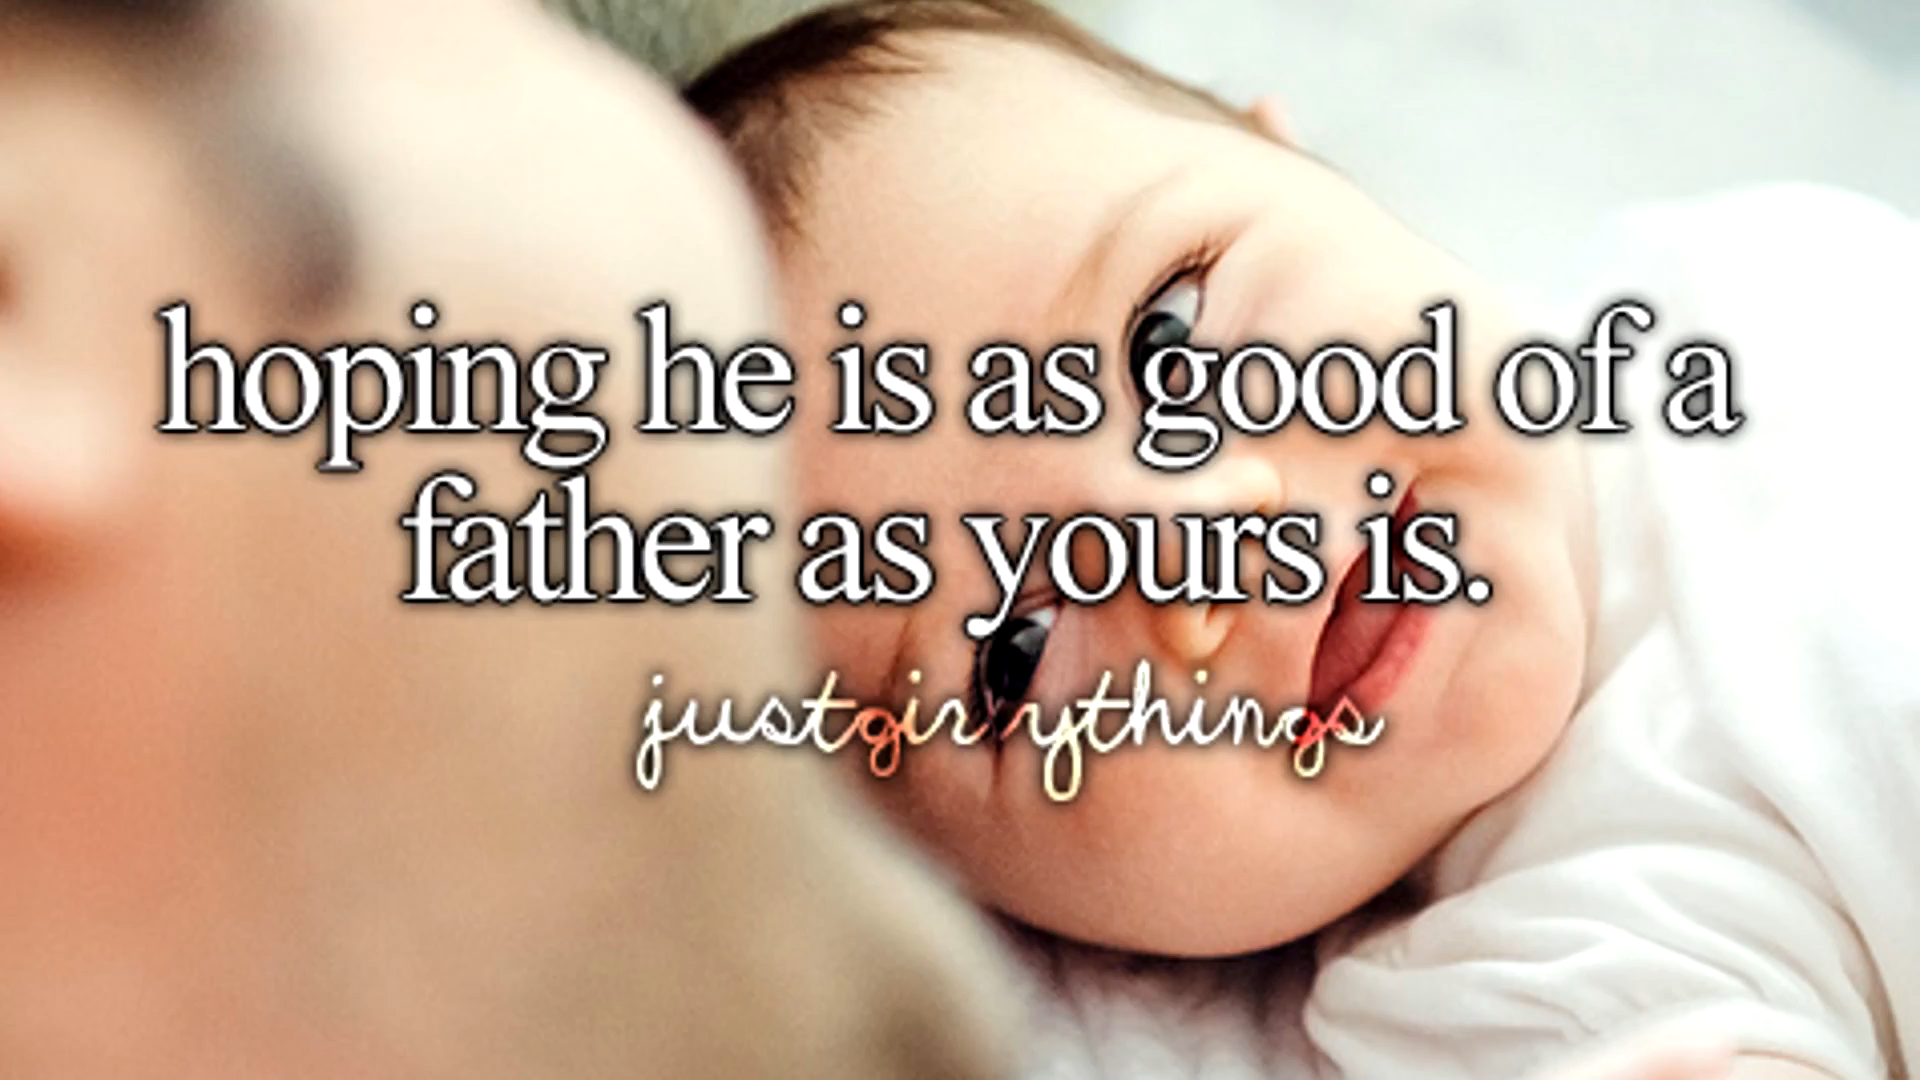 hoping he is as good of a
father as yours is.
justgirlythings